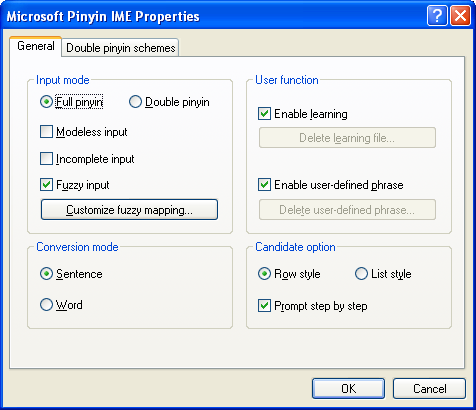 Microsoft Pinyin IME Properties
General
Double pinyin schemes
Input mode
Full pinyin
Double pinyin
Modeless input
Incomplete input
Fuzzy input
Customize fuzzy mapping...
User function
Enable learning
Delete learning file...
Enable user-defined phrase
Delete user-defined phrase...
Conversion mode
Sentence
Word
Candidate option
Row style
List style
Prompt step by step
OK
Cancel